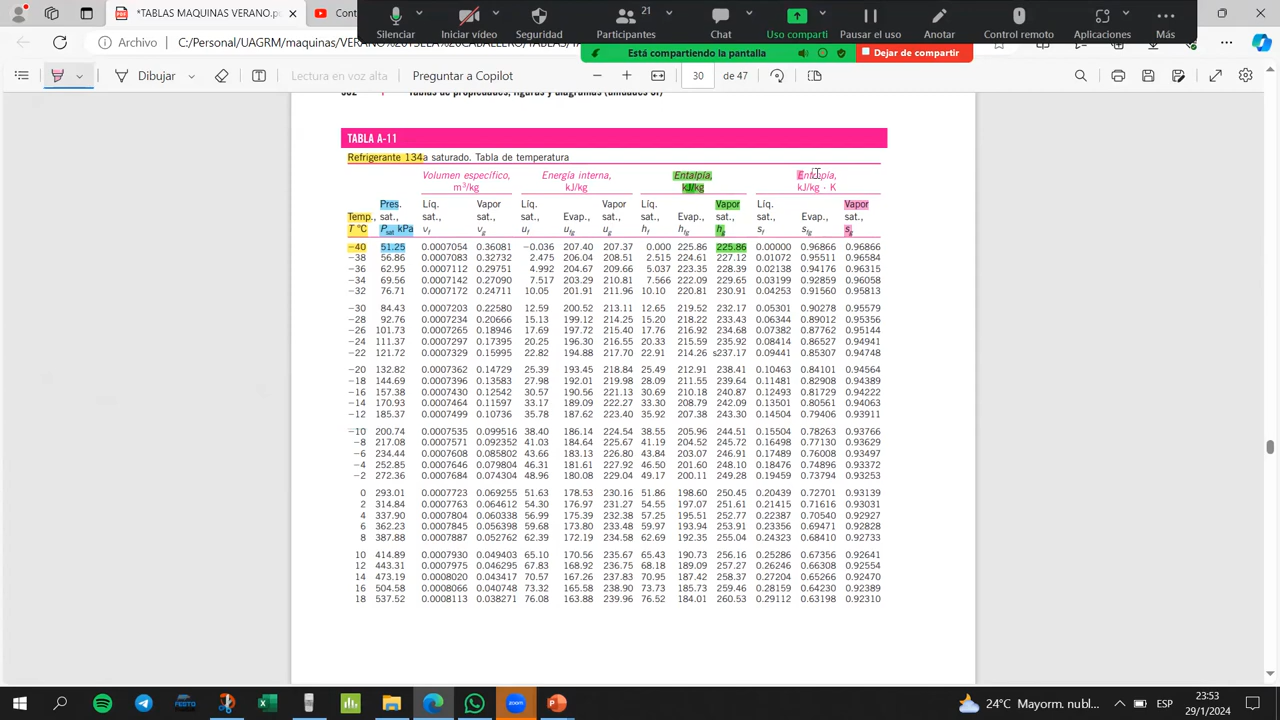 *TABLAS MAQUINAS VERANO.p
21
Silenciar
Iniciar vídeo
Seguridad
Participantes
Chat
Uso comparti
Pausar el uso
Anotar
Control remoto
Aplicaciones
Más
Archivo
C:/Personal/UAGRM/maquinas/VERANO
Está compartiendo la pantalla
Dejar de compartir
Dibujar
Lectura en voz alta
Preguntar a Copilot
30
de 47
Tablas de propiedades, figuras y diagramas (unidades SI)
TABLA A-11
Refrigerante 134a saturado. Tabla de temperatura
Volumen específico, Energía interna, Entalpía, Entropía,
m³/kg kJ/kg kJ/kg kJ/kg · K
Pres. Líq. Vapor Líq. Vapor Líq. Vapor Líq. Vapor
Temp., sat., sat., sat., sat., Evap., sat., sat., Evap., sat., sat., Evap., sat.,
T °C Psat kPa vf vg uf ufg ug hf hfg hg sf sfg sg
−40 51.25 0.0007054 0.36081 −0.036 207.40 207.37 0.000 225.86 225.86 0.00000 0.96866 0.96866
−38 56.86 0.0007083 0.32732 2.475 206.04 208.51 2.515 224.61 227.12 0.01072 0.95511 0.96584
−36 62.95 0.0007112 0.29751 4.992 204.67 209.66 5.037 223.35 228.39 0.02138 0.94176 0.96315
−34 69.56 0.0007142 0.27090 7.517 203.29 210.81 7.566 222.09 229.65 0.03199 0.92859 0.96058
−32 76.71 0.0007172 0.24711 10.05 201.91 211.96 10.10 220.81 230.91 0.04253 0.91560 0.95813
−30 84.43 0.0007203 0.22580 12.59 200.52 213.11 12.65 219.52 232.17 0.05301 0.90278 0.95579
−28 92.76 0.0007234 0.20666 15.13 199.12 214.25 15.20 218.22 233.43 0.06344 0.89012 0.95356
−26 101.73 0.0007265 0.18946 17.69 197.72 215.40 17.76 216.92 234.68 0.07382 0.87762 0.95144
−24 111.37 0.0007297 0.17395 20.25 196.30 216.55 20.33 215.59 235.92 0.08414 0.86527 0.94941
−22 121.72 0.0007329 0.15995 22.82 194.88 217.70 22.91 214.26 s237.17 0.09441 0.85307 0.94748
−20 132.82 0.0007362 0.14729 25.39 193.45 218.84 25.49 212.91 238.41 0.10463 0.84101 0.94564
−18 144.69 0.0007396 0.13583 27.98 192.01 219.98 28.09 211.55 239.64 0.11481 0.82908 0.94389
−16 157.38 0.0007430 0.12542 30.57 190.56 221.13 30.69 210.18 240.87 0.12493 0.81729 0.94222
−14 170.93 0.0007464 0.11597 33.17 189.09 222.27 33.30 208.79 242.09 0.13501 0.80561 0.94063
−12 185.37 0.0007499 0.10736 35.78 187.62 223.40 35.92 207.38 243.30 0.14504 0.79406 0.93911
−10 200.74 0.0007535 0.099516 38.40 186.14 224.54 38.55 205.96 244.51 0.15504 0.78263 0.93766
−8 217.08 0.0007571 0.092352 41.03 184.64 225.67 41.19 204.52 245.72 0.16498 0.77130 0.93629
−6 234.44 0.0007608 0.085802 43.66 183.13 226.80 43.84 203.07 246.91 0.17489 0.76008 0.93497
−4 252.85 0.0007646 0.079804 46.31 181.61 227.92 46.50 201.60 248.10 0.18476 0.74896 0.93372
−2 272.36 0.0007684 0.074304 48.96 180.08 229.04 49.17 200.11 249.28 0.19459 0.73794 0.93253
0 293.01 0.0007723 0.069255 51.63 178.53 230.16 51.86 198.60 250.45 0.20439 0.72701 0.93139
2 314.84 0.0007763 0.064612 54.30 176.97 231.27 54.55 197.07 251.61 0.21415 0.71616 0.93031
4 337.90 0.0007804 0.060338 56.99 175.39 232.38 57.25 195.51 252.77 0.22387 0.70540 0.92927
6 362.23 0.0007845 0.056398 59.68 173.80 233.48 59.97 193.94 253.91 0.23356 0.69471 0.92828
8 387.88 0.0007887 0.052762 62.39 172.19 234.58 62.69 192.35 255.04 0.24323 0.68410 0.92733
10 414.89 0.0007930 0.049403 65.10 170.56 235.67 65.43 190.73 256.16 0.25286 0.67356 0.92641
12 443.31 0.0007975 0.046295 67.83 168.92 236.75 68.18 189.09 257.27 0.26246 0.66308 0.92554
14 473.19 0.0008020 0.043417 70.57 167.26 237.83 70.95 187.42 258.37 0.27204 0.65266 0.92470
16 504.58 0.0008066 0.040748 73.32 165.58 238.90 73.73 185.73 259.46 0.28159 0.64230 0.92389
18 537.52 0.0008113 0.038271 76.08 163.88 239.96 76.52 184.01 260.53 0.29112 0.63198 0.92310
FESTO
24°C Mayorm. nubl...
ESP
23:53
29/1/2024